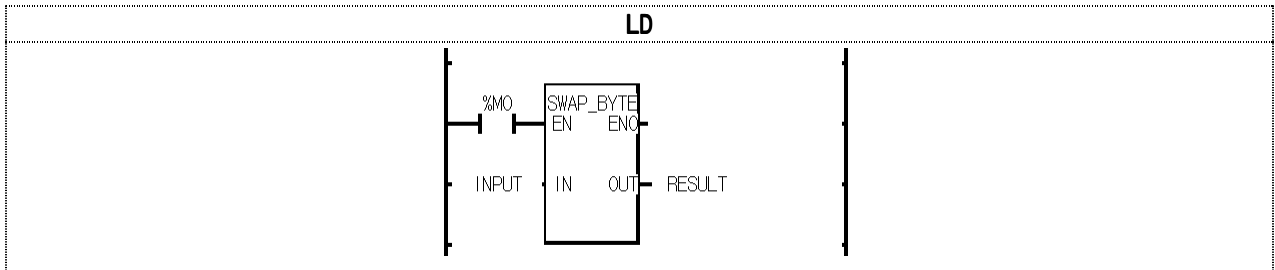 LD
%M0 SWAP_BYTE
EN ENO
INPUT IN OUT RESULT